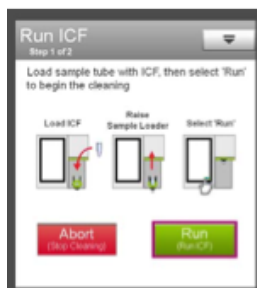 Run ICF
Step 1 of 2
Load sample tube with ICF, then select 'Run'
to begin the cleaning
Load ICF
Raise
Sample Loader
Select 'Run'
Abort
(Stop Cleaning)
Run
(Run ICF)